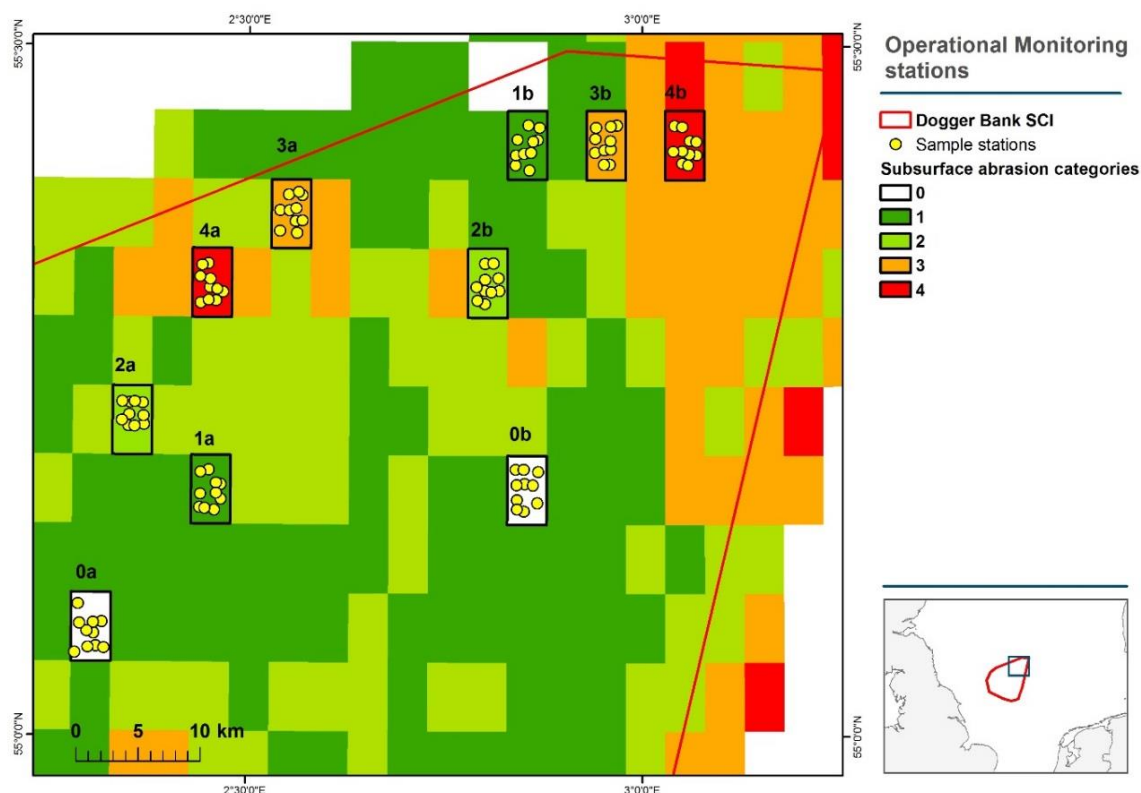 2°30'0"E
3°0'0"E
55°30'0"N
55°30'0"N
1b
3b
4b
3a
4a
2b
2a
1a
0b
0a
0 5 10 km
55°0'0"N
55°0'0"N
2°30'0"E
3°0'0"E
Operational Monitoring
stations
Dogger Bank SCI
Sample stations
Subsurface abrasion categories
0
1
2
3
4